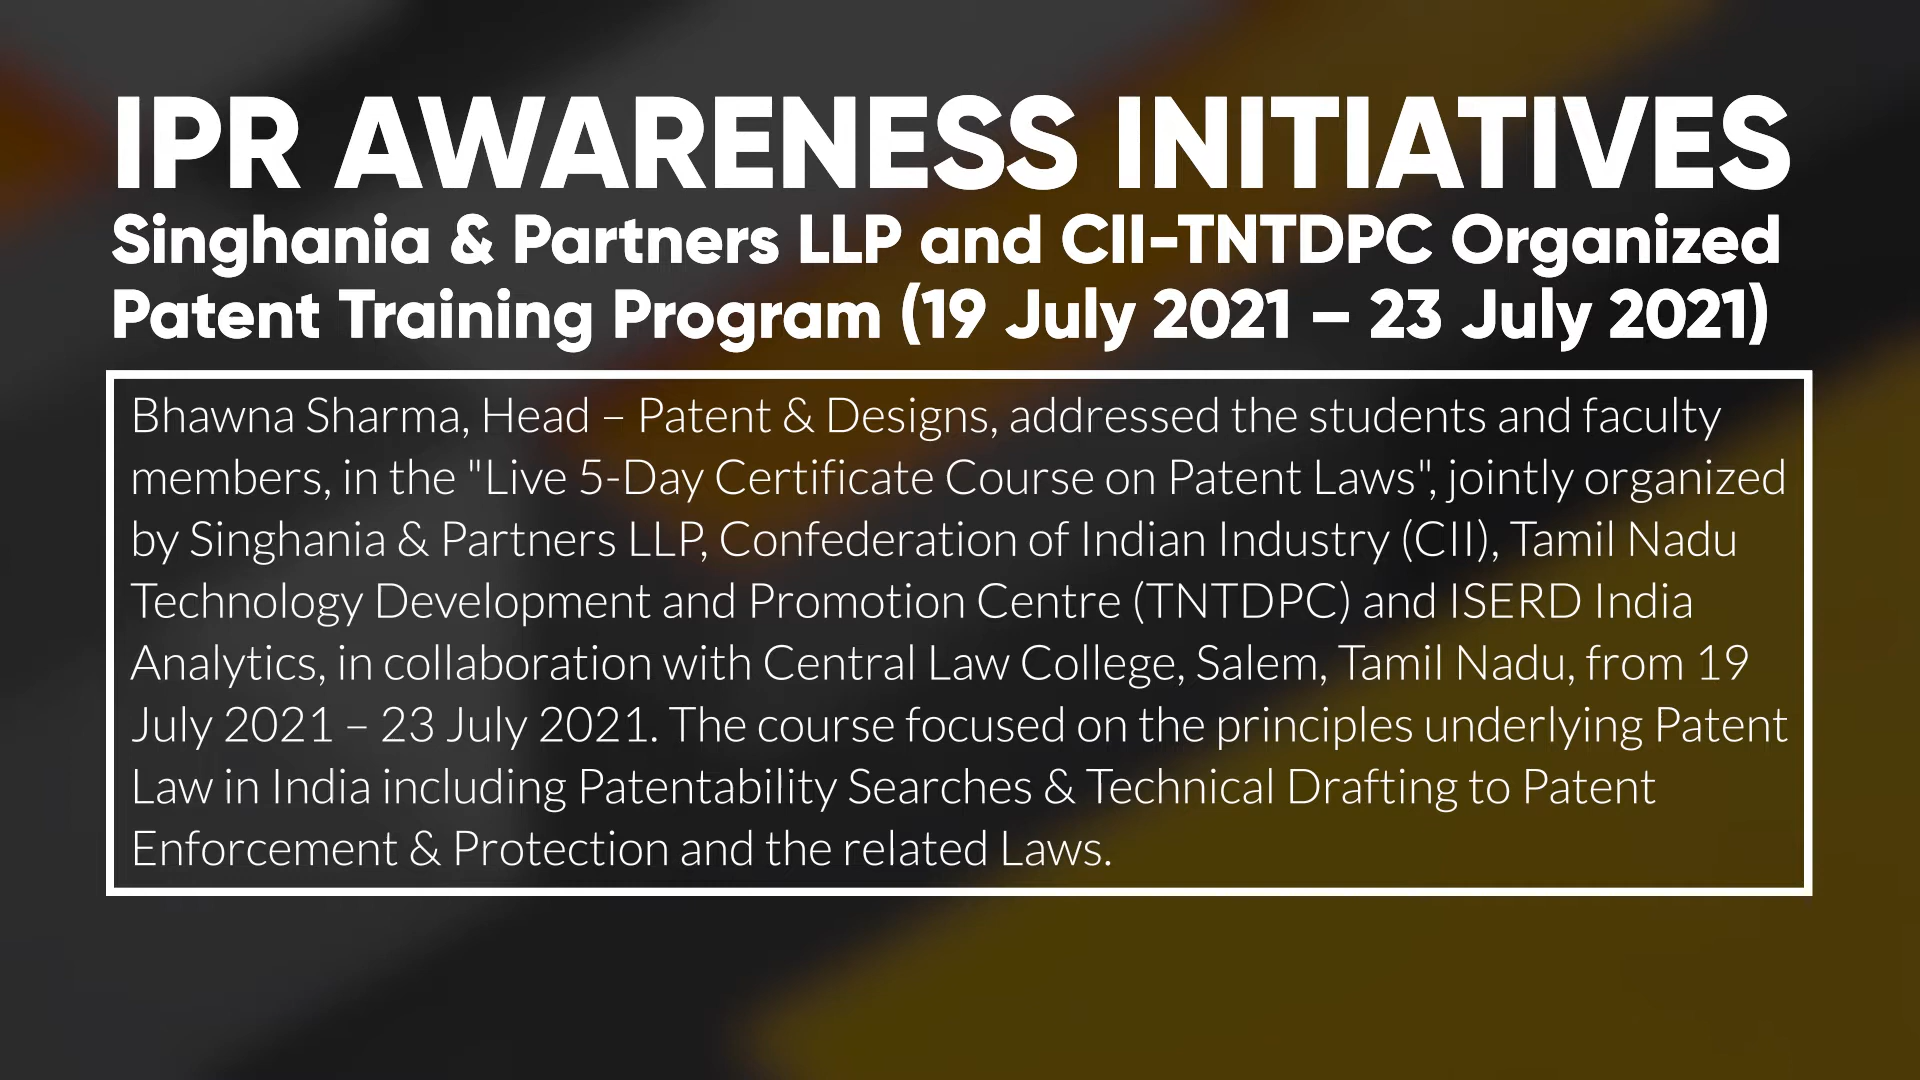 IPR AWARENESS INITIATIVES
Singhania & Partners LLP and CII-TNTDPC Organized
Patent Training Program (19 July 2021 – 23 July 2021)
Bhawna Sharma, Head – Patent & Designs, addressed the students and faculty
members, in the "Live 5-Day Certificate Course on Patent Laws", jointly organized
by Singhania & Partners LLP, Confederation of Indian Industry (CII), Tamil Nadu
Technology Development and Promotion Centre (TNTDPC) and ISERD India
Analytics, in collaboration with Central Law College, Salem, Tamil Nadu, from 19
July 2021 – 23 July 2021. The course focused on the principles underlying Patent
Law in India including Patentability Searches & Technical Drafting to Patent
Enforcement & Protection and the related Laws.